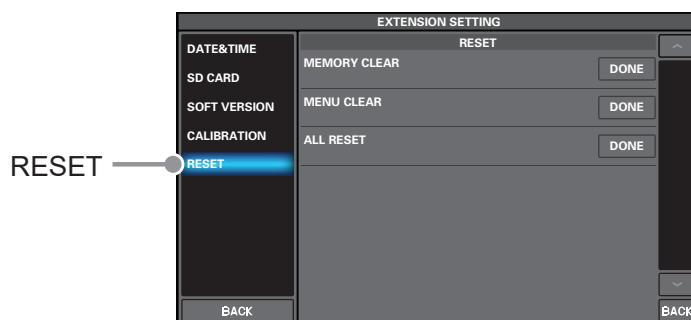 EXTENSION SETTING
DATE&TIME
SD CARD
SOFT VERSION
CALIBRATION
RESET
RESET
BACK
RESET
MEMORY CLEAR DONE
MENU CLEAR DONE
ALL RESET DONE
BACK